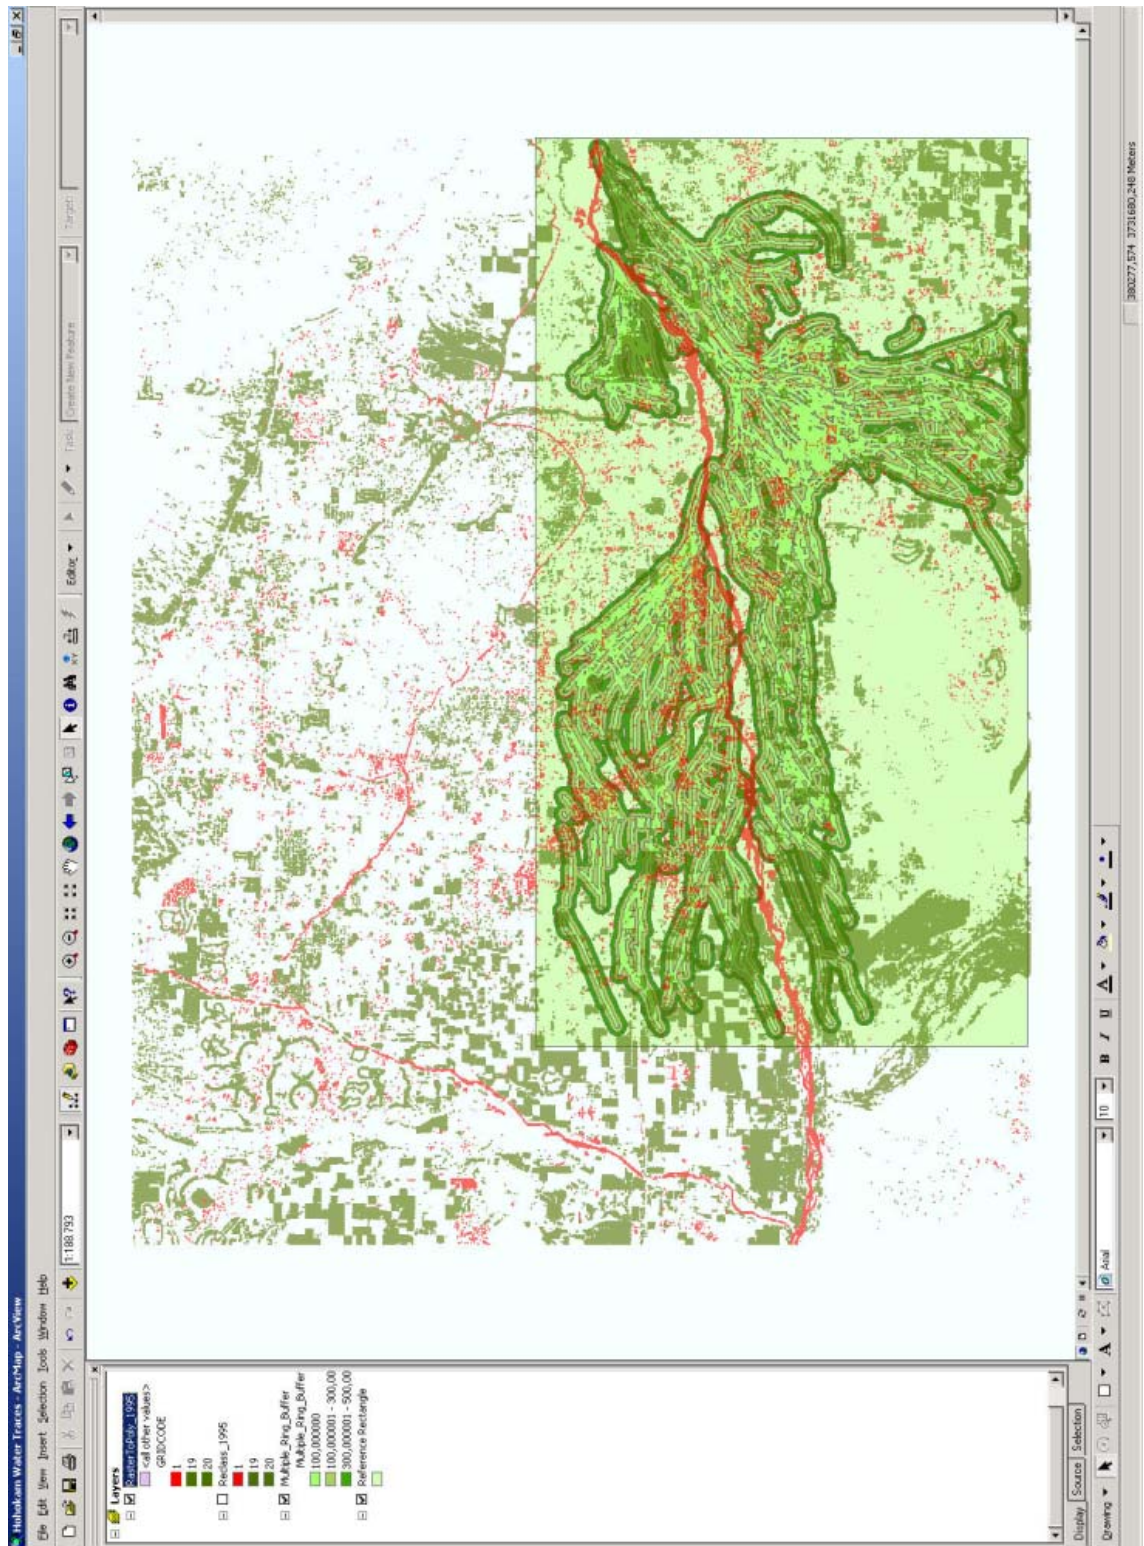 Hohokam Water Traces - ArcMap - ArcView
File Edit View Insert Selection Tools Window Help
1:188.793
Editor Task: Create New Feature Target:
Layers
RasterToPoly_1995
<all other values>
GRIDCODE
1
19
20
Reclass_1995
1
19
20
Multiple_Ring_Buffer
Multiple_Ring_Buffer
100,000000
100,000001 - 300,00
300,000001 - 500,00
Reference Rectangle
Display Source Selection
Drawing A Arial 10 B I U A
380277,574 3731680,248 Meters